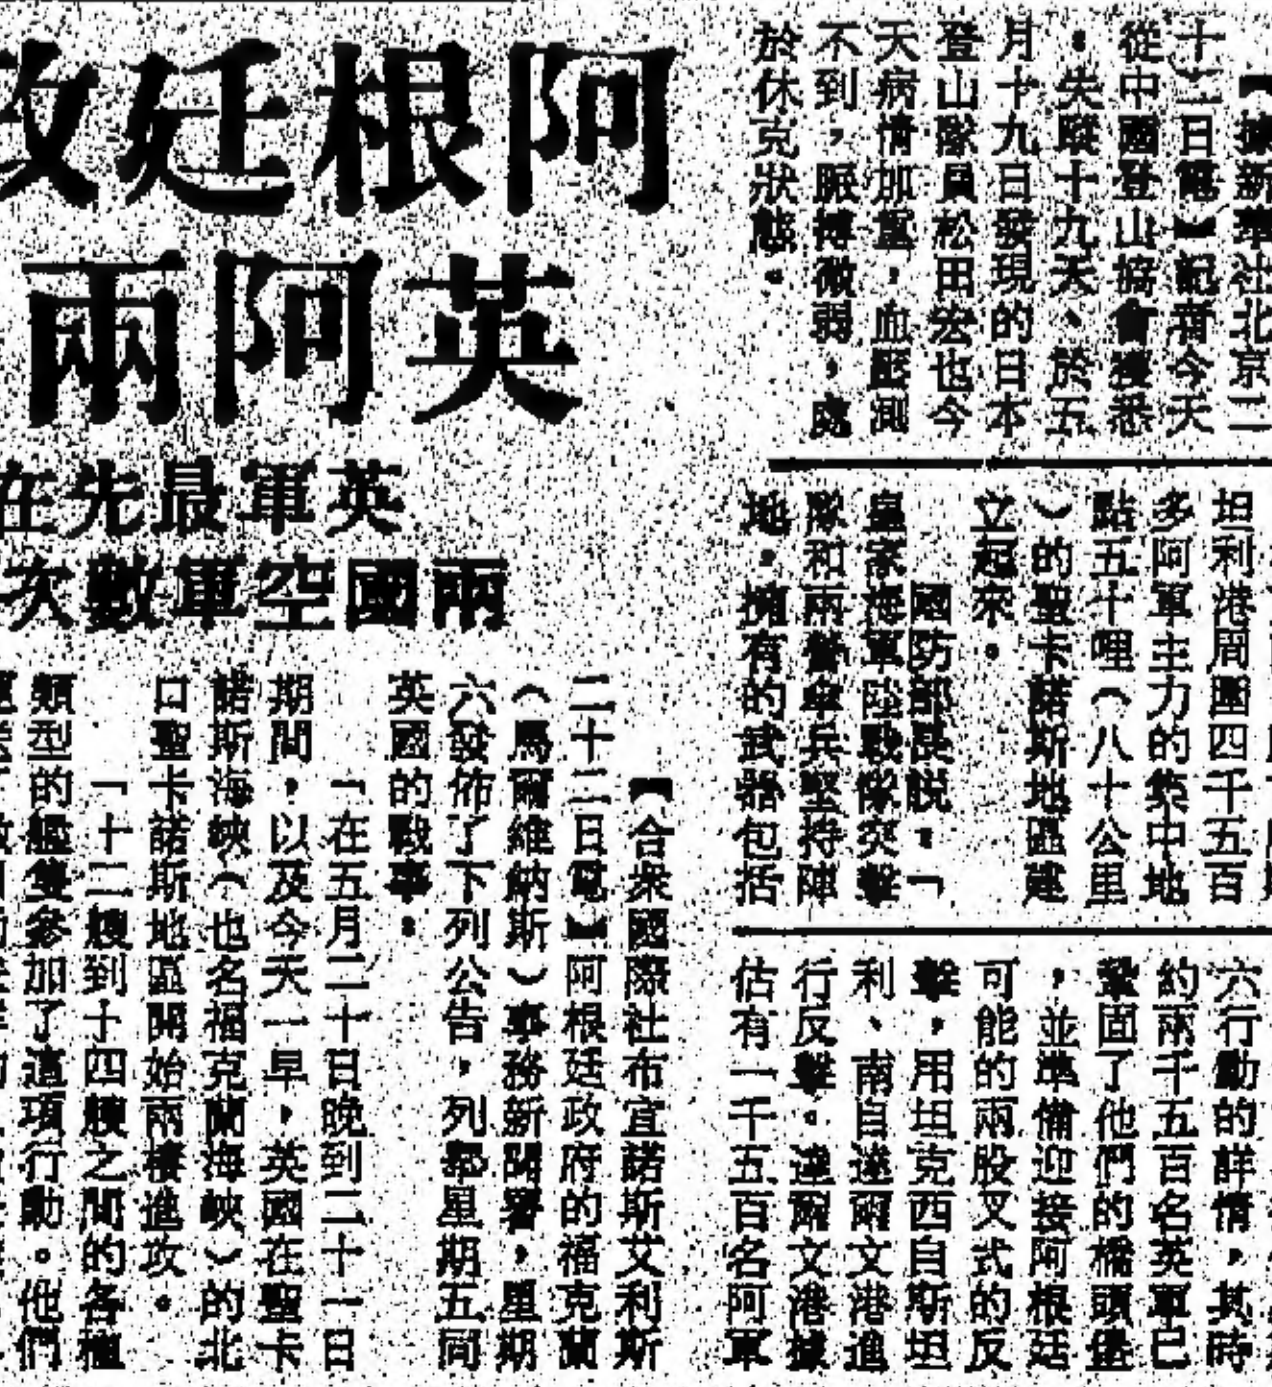 【據新華社北京二
十二日電】記者今天
從中國登山協會獲悉
，失蹤十九天、於五
月十九日發現的日本
登山隊員松田宏也今
天病情加重，血壓測
不到，脈搏微弱，處
於休克狀態。
坦利港周圍四千五百
多阿軍主力的集中地
點五十哩（八十公里
）的聖卡諾斯地區建
立起來。
國防部長説：「
皇家海軍陸戰隊突擊
隊和兩營傘兵堅持陣
地，擁有的武器包括
六行動的詳情，其時
約兩千五百名英軍已
鞏固了他們的橋頭堡
，並準備迎接阿根廷
可能的兩股叉式的反
擊，用坦克西自斯坦
利、南自達爾文港進
行反擊。達爾文港據
估有一千五百名阿軍
阿根廷政
英阿兩
英軍最先在
兩國空軍數次
【合衆國際社布宜諾斯艾利斯
二十二日電】阿根廷政府的福克蘭
（馬爾維納斯）事務新聞署，星期
六發佈了下列公告，列舉星期五同
英國的戰事：
「在五月二十日晚到二十一日
期間，以及今天一早，英國在聖卡
諾斯海峽（也名福克蘭海峽）的北
口聖卡諾斯地區開始兩棲進攻。
「十二艘到十四艘之間的各種
類型的艦隻參加了這項行動。他們